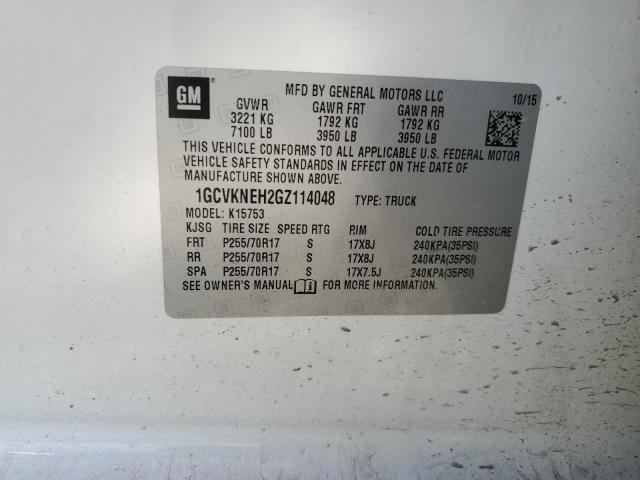 GM
MFD BY GENERAL MOTORS LLC 10/15
GVWR GAWR FRT GAWR RR
3221 KG 1792 KG 1792 KG
7100 LB 3950 LB 3950 LB
THIS VEHICLE CONFORMS TO ALL APPLICABLE U.S. FEDERAL MOTOR
VEHICLE SAFETY STANDARDS IN EFFECT ON THE DATE OF
MANUFACTURE SHOWN ABOVE.
1GCVKNEH2GZ114048 TYPE: TRUCK
MODEL: K15753
KJSG TIRE SIZE SPEED RTG RIM COLD TIRE PRESSURE
FRT P255/70R17 S 17X8J 240KPA(35PSI)
RR P255/70R17 S 17X8J 240KPA(35PSI)
SPA P255/70R17 S 17X7.5J 240KPA(35PSI)
SEE OWNER'S MANUAL FOR MORE INFORMATION.